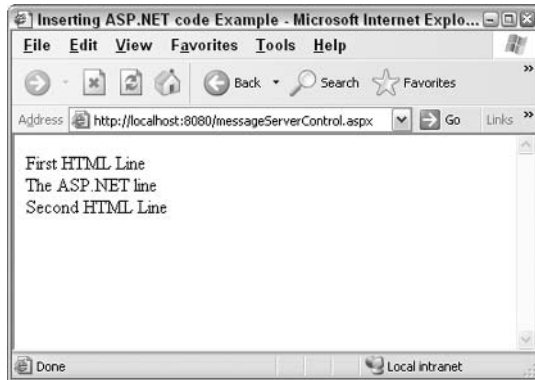 Inserting ASP.NET code Example - Microsoft Internet Explo...
File Edit View Favorites Tools Help
Back Search Favorites »
Address http://localhost:8080/messageServerControl.aspx Go Links »
First HTML Line
The ASP.NET line
Second HTML Line
Done Local intranet